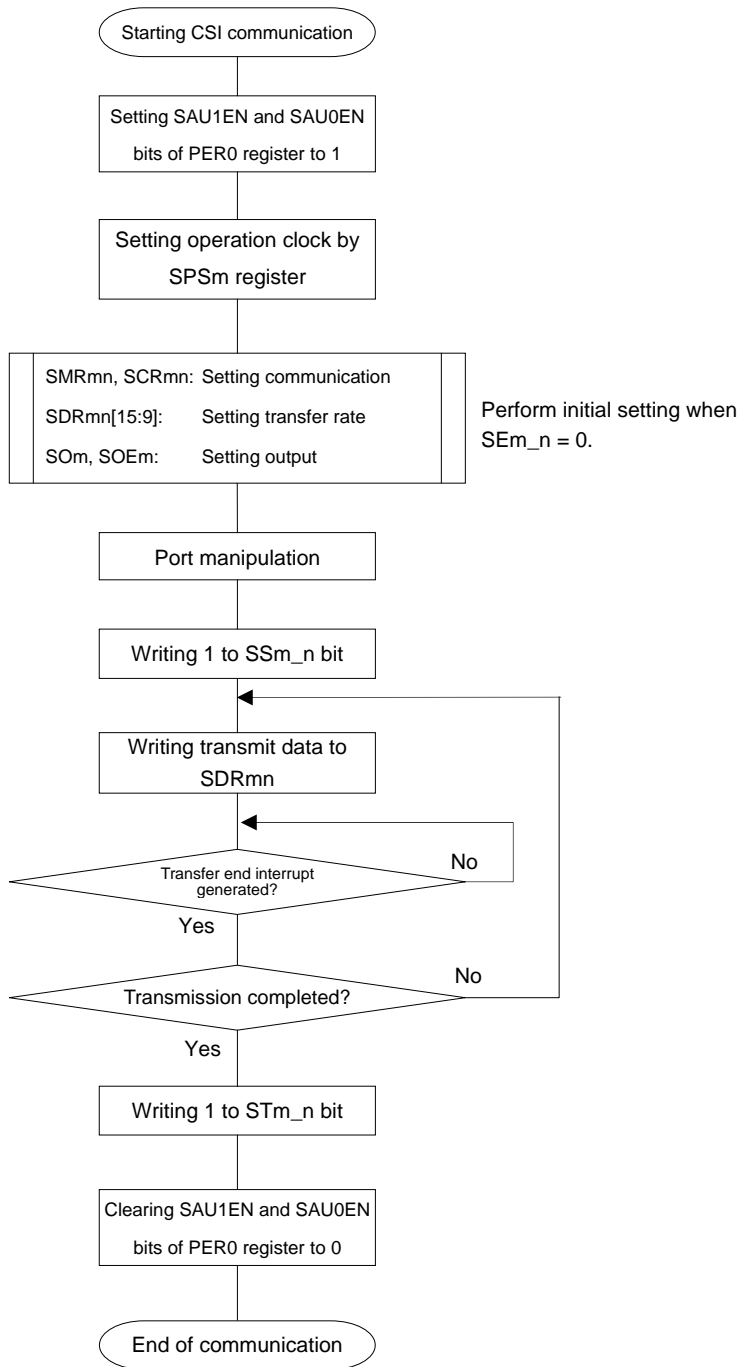 Starting CSI communication
Setting SAU1EN and SAU0EN
bits of PER0 register to 1
Setting operation clock by
SPSm register
SMRmn, SCRmn: Setting communication
SDRmn[15:9]: Setting transfer rate
SOm, SOEm: Setting output
Perform initial setting when
SEm_n = 0.
Port manipulation
Writing 1 to SSm_n bit
Writing transmit data to
SDRmn
Transfer end interrupt
generated?
No
Yes
Transmission completed?
No
Yes
Writing 1 to STm_n bit
Clearing SAU1EN and SAU0EN
bits of PER0 register to 0
End of communication